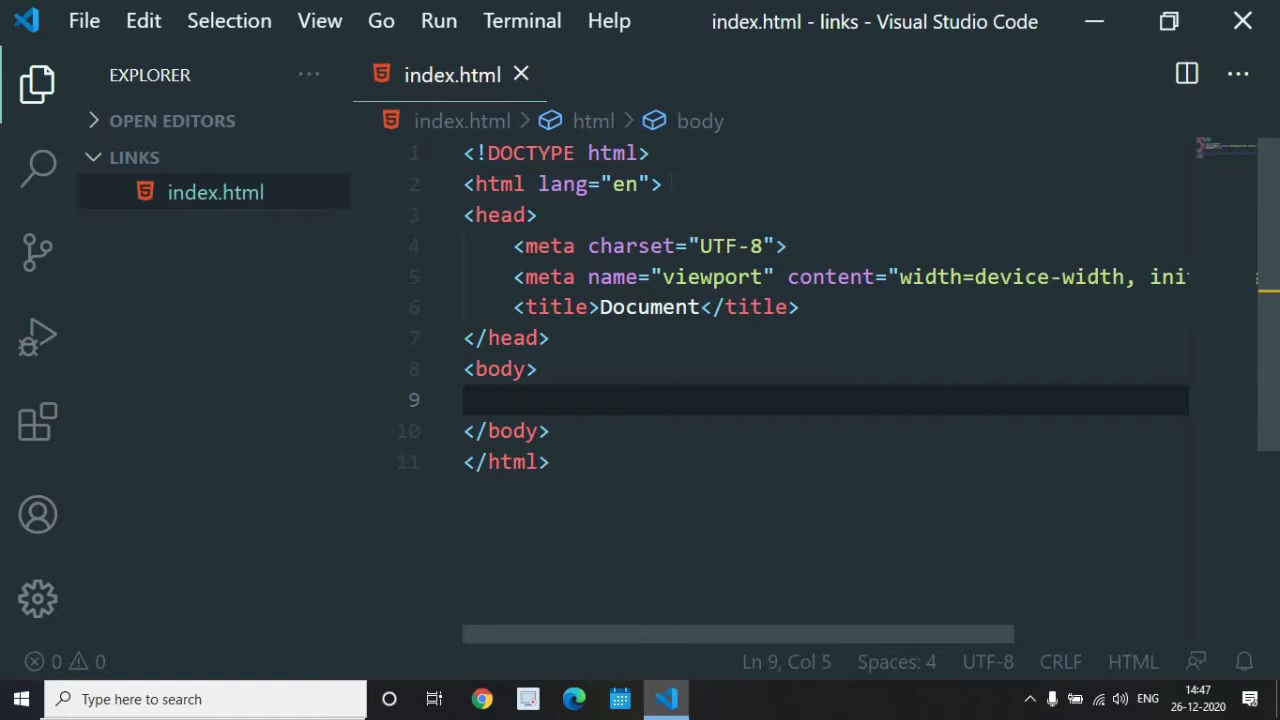 File Edit Selection View Go Run Terminal Help index.html - links - Visual Studio Code
EXPLORER
index.html
OPEN EDITORS
index.html > html > body
LINKS
index.html
1 <!DOCTYPE html>
2 <html lang="en">
3 <head>
4 <meta charset="UTF-8">
5 <meta name="viewport" content="width=device-width, ini
6 <title>Document</title>
7 </head>
8 <body>
9
10 </body>
11 </html>
0 0 Ln 9, Col 5 Spaces: 4 UTF-8 CRLF HTML
Type here to search
ENG
14:47
26-12-2020